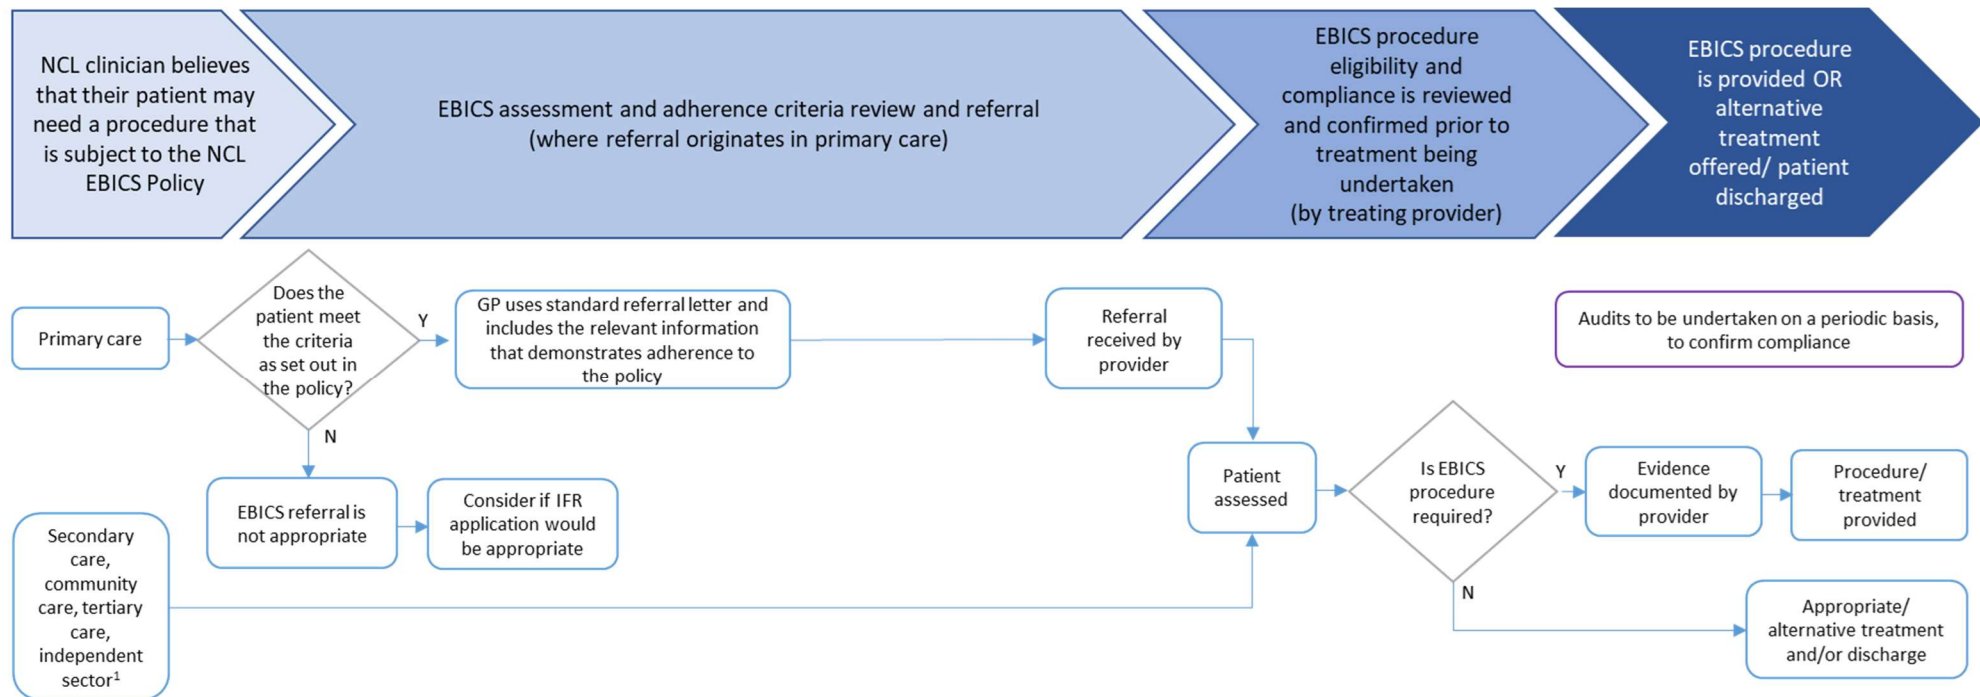 NCL clinician believes
that their patient may
need a procedure that
is subject to the NCL
EBICS Policy
EBICS assessment and adherence criteria review and referral
(where referral originates in primary care)
EBICS procedure
eligibility and
compliance is reviewed
and confirmed prior to
treatment being
undertaken
(by treating provider)
EBICS procedure
is provided OR
alternative
treatment
offered/ patient
discharged
Primary care
Does the
patient meet
the criteria
as set out in
the policy?
Y
GP uses standard referral letter and
includes the relevant information
that demonstrates adherence to
the policy
Referral
received by
provider
Audits to be undertaken on a periodic basis,
to confirm compliance
N
EBICS referral is
not appropriate
Consider if IFR
application would
be appropriate
Secondary
care,
community
care, tertiary
care,
independent
sector¹
Patient
assessed
Is EBICS
procedure
required?
Y
Evidence
documented by
provider
Procedure/
treatment
provided
N
Appropriate/
alternative treatment
and/or discharge